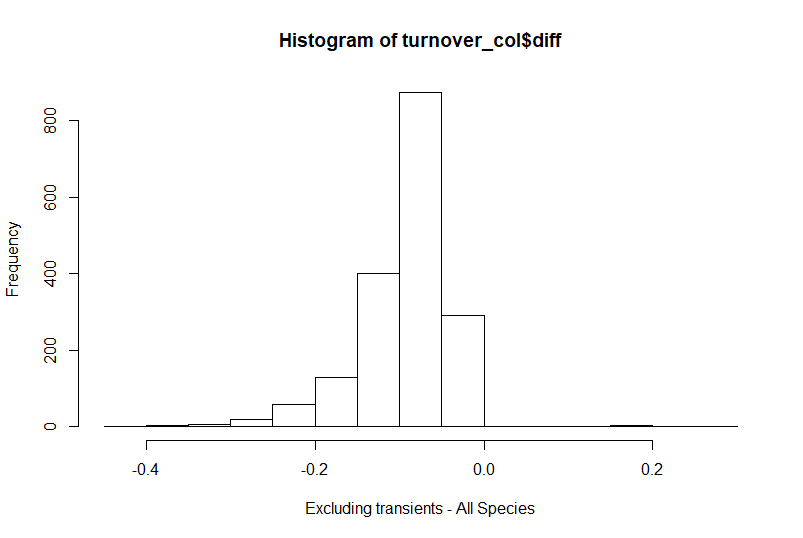 Histogram of turnover_col$diff
Frequency
800
600
400
200
0
-0.4 -0.2 0.0 0.2
Excluding transients - All Species